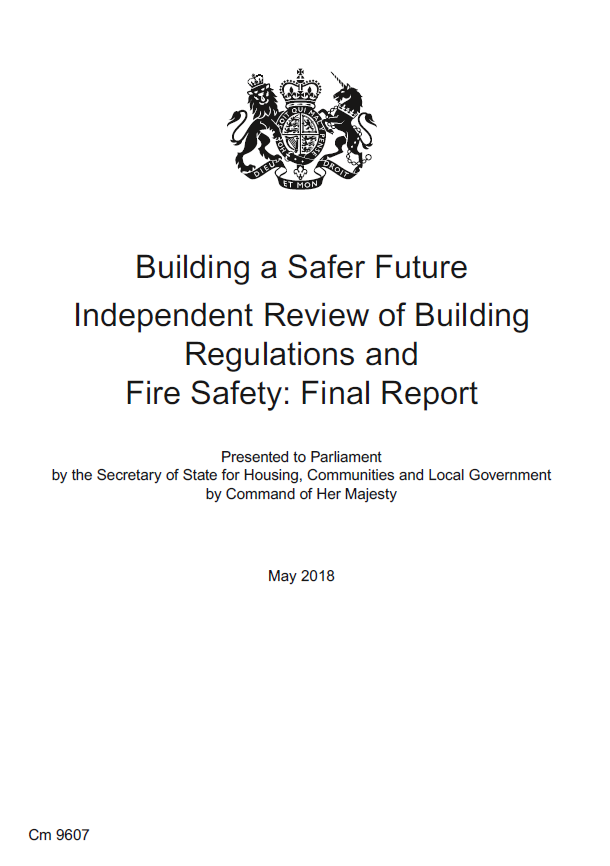 HONI SOIT QUI MAL Y PENSE
DIEU ET MON DROIT
Building a Safer Future
Independent Review of Building
Regulations and
Fire Safety: Final Report
Presented to Parliament
by the Secretary of State for Housing, Communities and Local Government
by Command of Her Majesty
May 2018
Cm 9607